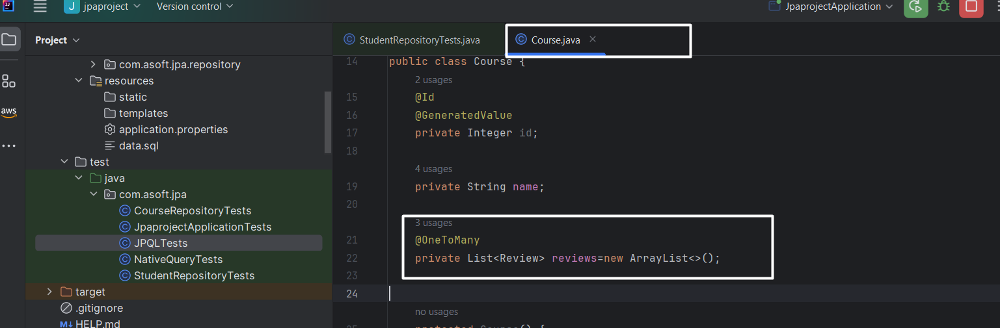 J jpaproject Version control JpaprojectApplication
Project
com.asoft.jpa.repository
resources
static
templates
application.properties
data.sql
test
java
com.asoft.jpa
CourseRepositoryTests
JpaprojectApplicationTests
JPQLTests
NativeQueryTests
StudentRepositoryTests
target
.gitignore
M↓ HELP.md
aws
StudentRepositoryTests.java Course.java
14 public class Course {
2 usages
15 @Id
16 @GeneratedValue
17 private Integer id;
18
4 usages
19 private String name;
20
3 usages
21 @OneToMany
22 private List<Review> reviews=new ArrayList<>();
23
24
no usages
25 protected Course() {